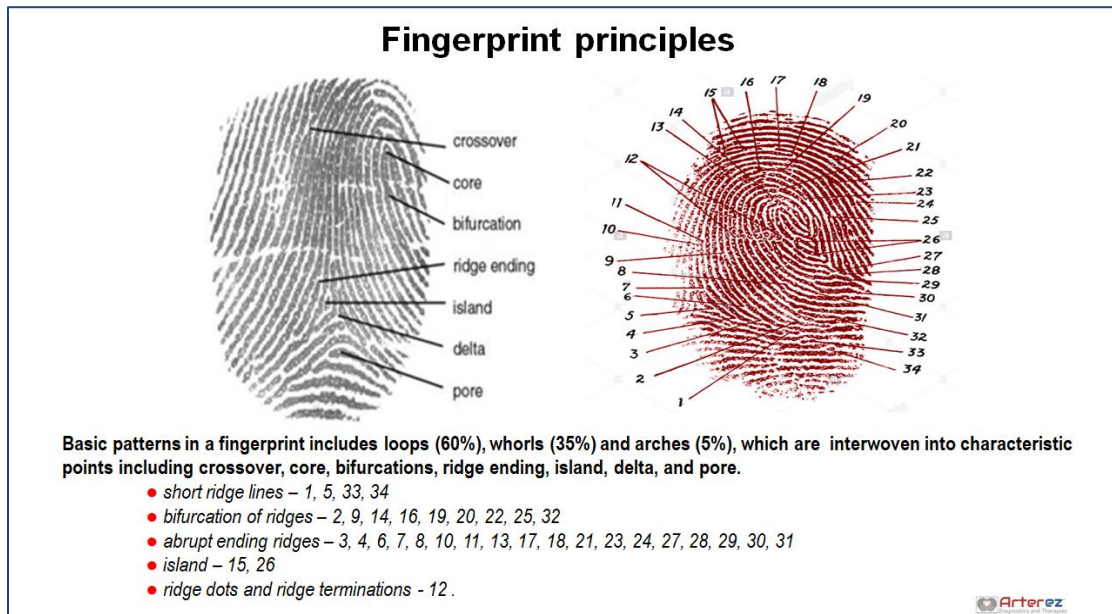 Fingerprint principles
crossover
core
bifurcation
ridge ending
island
delta
pore
15 16 17 18
14 19
13 20
12 21
22
11 23
10 24
25
9 26
8 27
7 28
6 29
5 30
4 31
3 32
2 33
1 34
a
a
a
Basic patterns in a fingerprint includes loops (60%), whorls (35%) and arches (5%), which are interwoven into characteristic
points including crossover, core, bifurcations, ridge ending, island, delta, and pore.
● short ridge lines – 1, 5, 33, 34
● bifurcation of ridges – 2, 9, 14, 16, 19, 20, 22, 25, 32
● abrupt ending ridges – 3, 4, 6, 7, 8, 10, 11, 13, 17, 18, 21, 23, 24, 27, 28, 29, 30, 31
● island – 15, 26
● ridge dots and ridge terminations - 12 .
Arterez
Diagnostics and Therapies